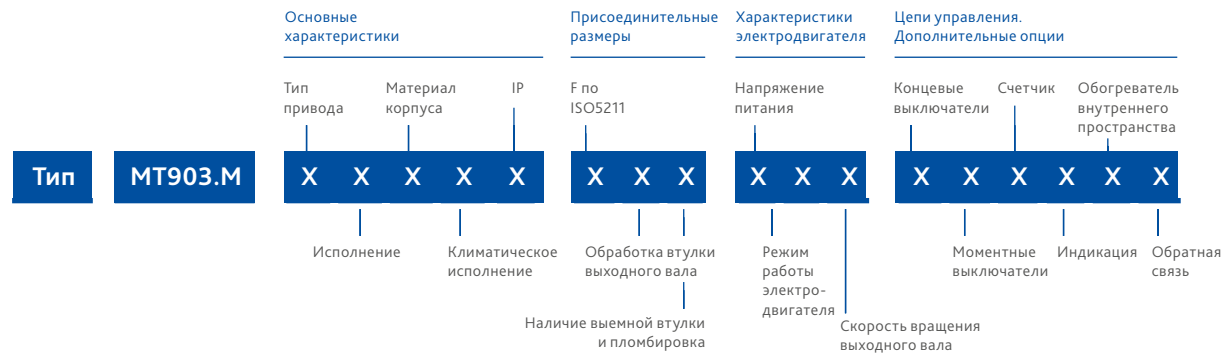 Основные
характеристики
Присоединительные
размеры
Характеристики
электродвигателя
Цепи управления.
Дополнительные опции
Тип
привода
Материал
корпуса
IP
F по
ISO5211
Напряжение
питания
Концевые
выключатели
Счетчик
Обогреватель
внутреннего
пространства
Тип
МТ903.М
X X X X X
X X X
X X X
X X X X X X
Исполнение
Климатическое
исполнение
Обработка втулки
выходного вала
Режим
работы
электро-
двигателя
Моментные
выключатели
Индикация
Обратная
связь
Наличие выемной втулки
и пломбировка
Скорость вращения
выходного вала